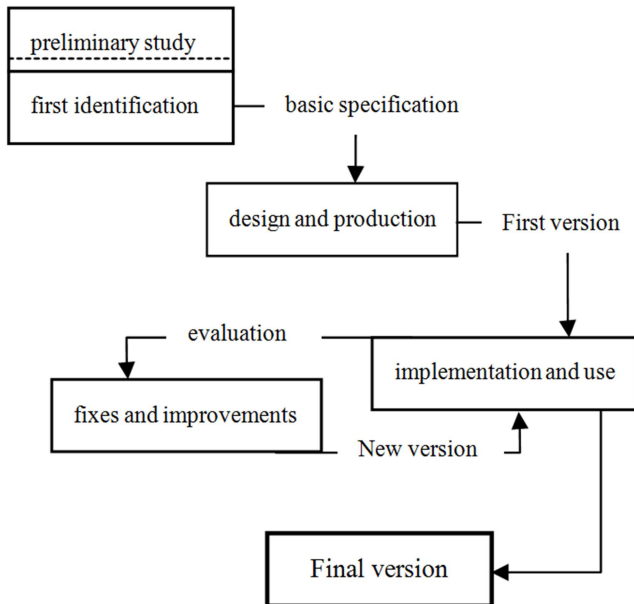 preliminary study
first identification
basic specification
design and production
First version
evaluation
implementation and use
fixes and improvements
New version
Final version